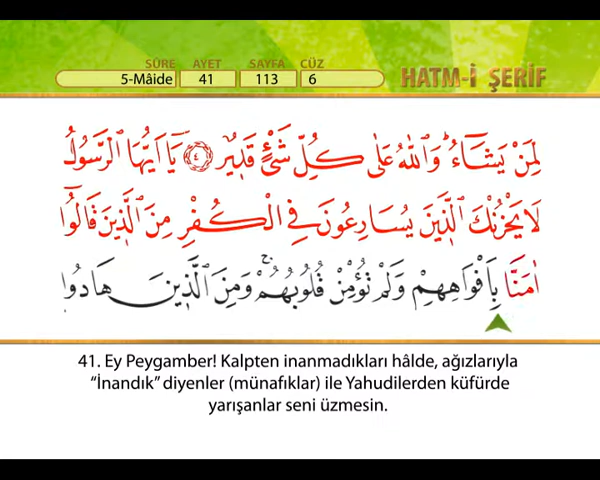 SÛRE AYET SAYFA CÜZ
5-Mâide 41 113 6
HATM-İ ŞERİF
لِمَنْ يَشَٓاءُۜ وَاللّٰهُ عَلٰى كُلِّ شَيْءٍ قَد۪يرٌ ﴿٤٠﴾ يَٓا اَيُّهَا الرَّسُولُ
لَا يَحْزُنْكَ الَّذ۪ينَ يُسَارِعُونَ فِي الْكُفْرِ مِنَ الَّذ۪ينَ قَالُٓوا
اٰمَنَّا بِاَفْوَاهِهِمْ وَلَمْ تُؤْمِنْ قُلُوبُهُمْۛ وَمِنَ الَّذ۪ينَ هَادُوا
41. Ey Peygamber! Kalpten inanmadıkları hâlde, ağızlarıyla
“İnandık” diyenler (münafıklar) ile Yahudilerden küfürde
yarışanlar seni üzmesin.